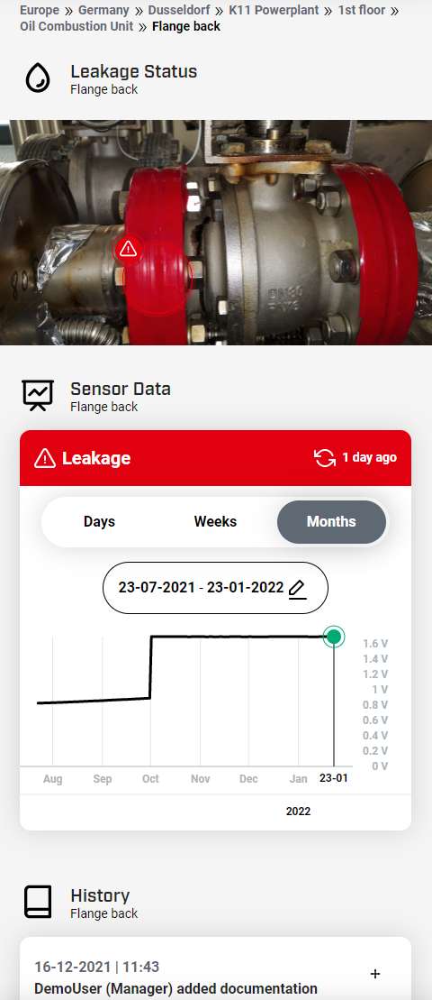 Europe » Germany » Dusseldorf » K11 Powerplant » 1st floor »
Oil Combustion Unit » Flange back
Leakage Status
Flange back
DN60
Sensor Data
Flange back
Leakage
1 day ago
Days Weeks Months
23-07-2021 - 23-01-2022
1.6 V
1.4 V
1.2 V
1 V
0.8 V
0.6 V
0.4 V
0.2 V
0 V
Aug Sep Oct Nov Dec Jan 23-01
2022
History
Flange back
16-12-2021 | 11:43
+
DemoUser (Manager) added documentation